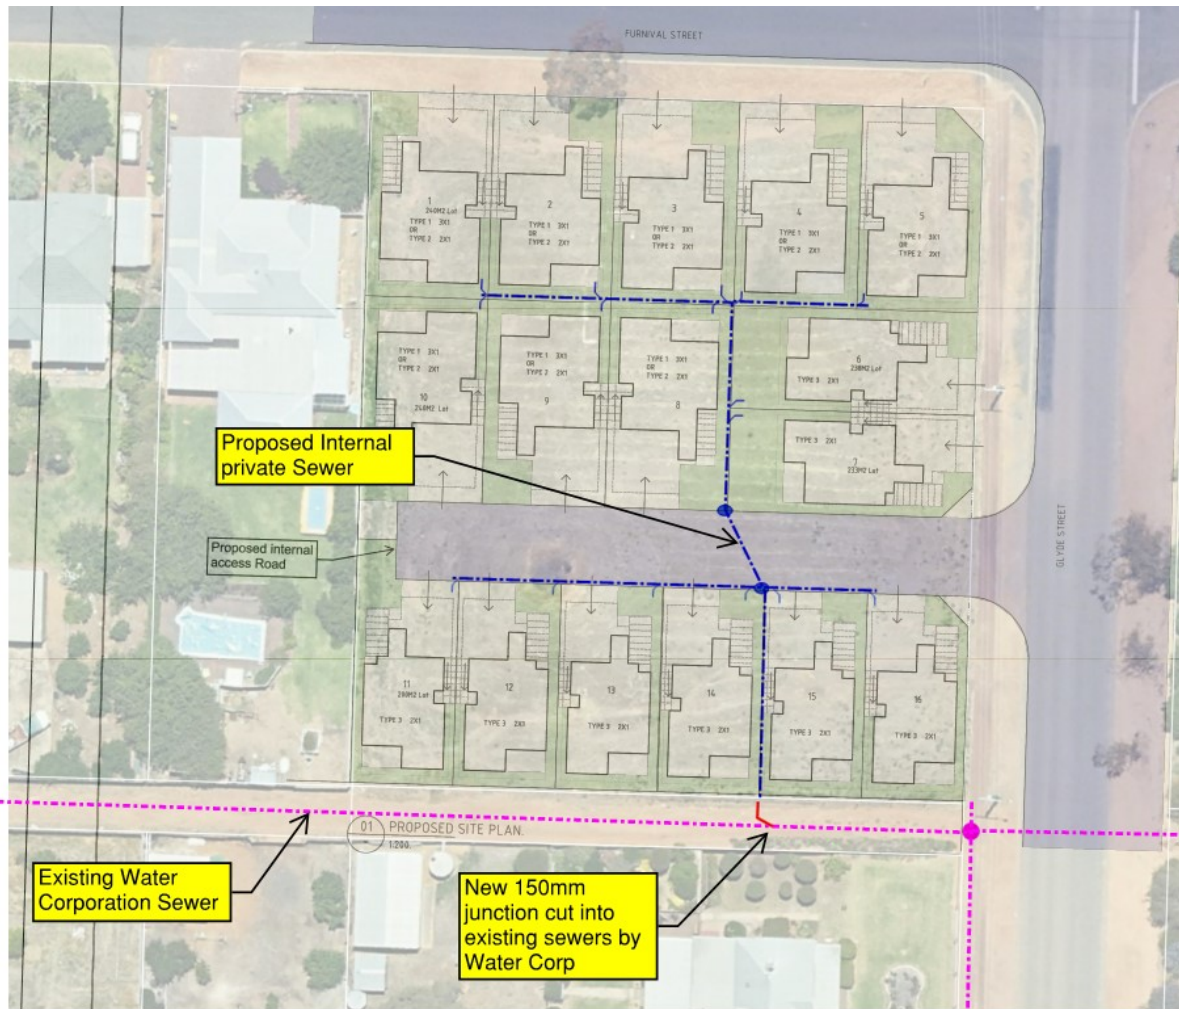 FURNIVAL STREET
1
240M2 Lot
TYPE 1 3X1
OR
TYPE 2 2X1
2
TYPE 1 3X1
OR
TYPE 2 2X1
3
TYPE 1 3X1
OR
TYPE 2 2X1
4
TYPE 1 3X1
OR
TYPE 2 2X1
5
TYPE 1 3X1
OR
TYPE 2 2X1
TYPE 1 3X1
OR
TYPE 2 2X1
10
240M2 Lot
TYPE 1 3X1
OR
TYPE 2 2X1
9
TYPE 1 3X1
OR
TYPE 2 2X1
8
6
238M2 Lot
TYPE 3 2X1
TYPE 3 2X1
7
233M2 Lot
Proposed Internal
private Sewer
Proposed internal
access Road
GLYDE STREET
11
200M2 Lot
TYPE 3 2X1
12
TYPE 3 2X1
13
TYPE 3 2X1
14
TYPE 3 2X1
15
TYPE 3 2X1
16
TYPE 3 2X1
01 PROPOSED SITE PLAN.
1:200
Existing Water
Corporation Sewer
New 150mm
junction cut into
existing sewers by
Water Corp